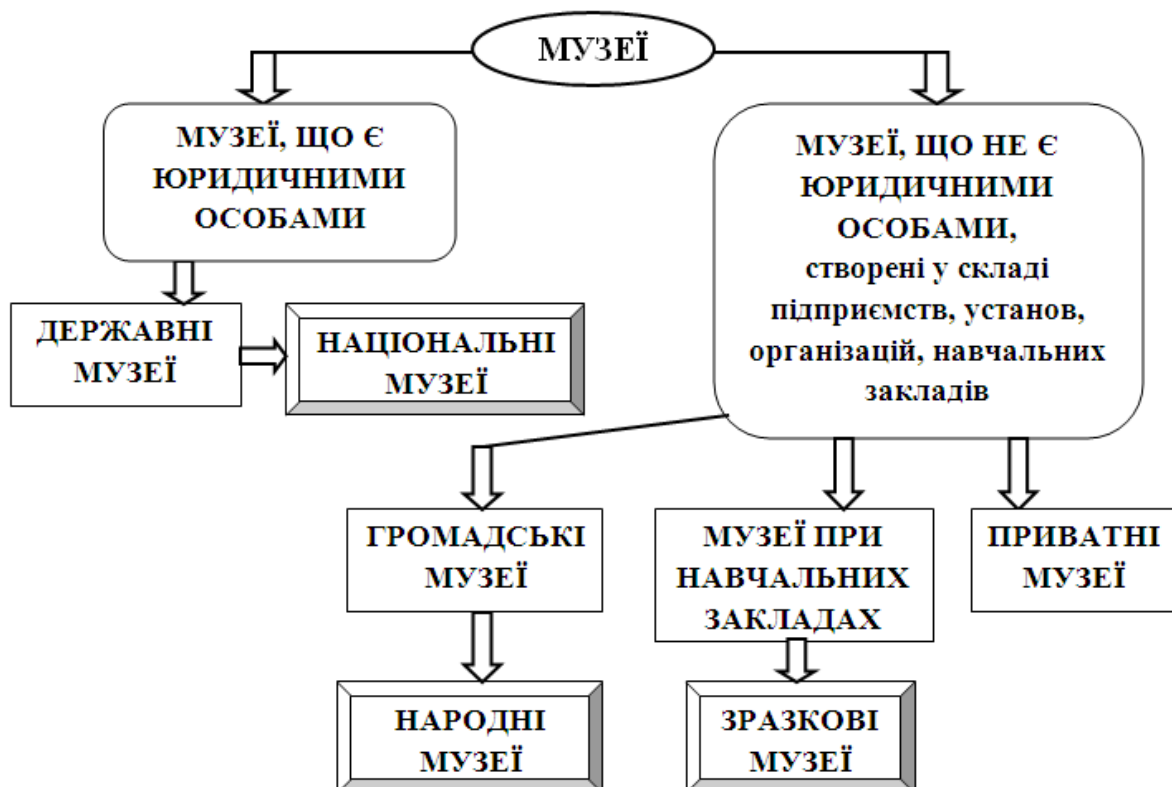 МУЗЕЇ
МУЗЕЇ, ЩО Є
ЮРИДИЧНИМИ
ОСОБАМИ
МУЗЕЇ, ЩО НЕ Є
ЮРИДИЧНИМИ
ОСОБАМИ,
створені у складі
підприємств, установ,
організацій, навчальних
закладів
ДЕРЖАВНІ
МУЗЕЇ
НАЦІОНАЛЬНІ
МУЗЕЇ
ГРОМАДСЬКІ
МУЗЕЇ
МУЗЕЇ ПРИ
НАВЧАЛЬНИХ
ЗАКЛАДАХ
ПРИВАТНІ
МУЗЕЇ
НАРОДНІ
МУЗЕЇ
ЗРАЗКОВІ
МУЗЕЇ